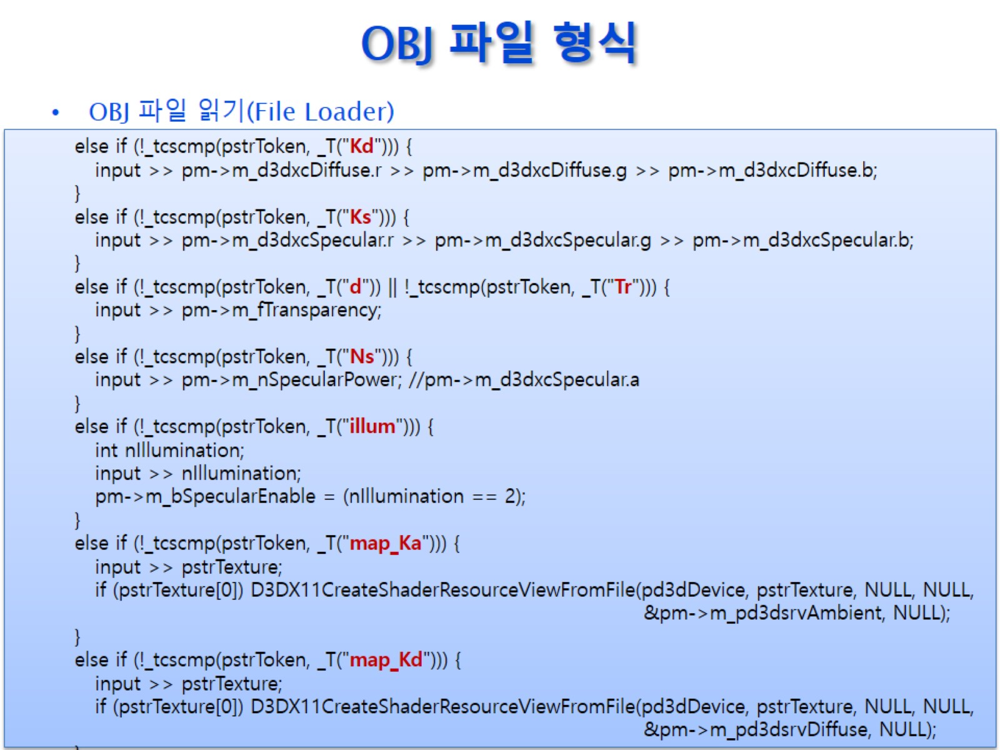 OBJ 파일 형식
• OBJ 파일 읽기(File Loader)
else if (!_tcscmp(pstrToken, _T("Kd"))) {
input >> pm->m_d3dxcDiffuse.r >> pm->m_d3dxcDiffuse.g >> pm->m_d3dxcDiffuse.b;
}
else if (!_tcscmp(pstrToken, _T("Ks"))) {
input >> pm->m_d3dxcSpecular.r >> pm->m_d3dxcSpecular.g >> pm->m_d3dxcSpecular.b;
}
else if (!_tcscmp(pstrToken, _T("d")) || !_tcscmp(pstrToken, _T("Tr"))) {
input >> pm->m_fTransparency;
}
else if (!_tcscmp(pstrToken, _T("Ns"))) {
input >> pm->m_nSpecularPower; //pm->m_d3dxcSpecular.a
}
else if (!_tcscmp(pstrToken, _T("illum"))) {
int nIllumination;
input >> nIllumination;
pm->m_bSpecularEnable = (nIllumination == 2);
}
else if (!_tcscmp(pstrToken, _T("map_Ka"))) {
input >> pstrTexture;
if (pstrTexture[0]) D3DX11CreateShaderResourceViewFromFile(pd3dDevice, pstrTexture, NULL, NULL,
&pm->m_pd3dsrvAmbient, NULL);
}
else if (!_tcscmp(pstrToken, _T("map_Kd"))) {
input >> pstrTexture;
if (pstrTexture[0]) D3DX11CreateShaderResourceViewFromFile(pd3dDevice, pstrTexture, NULL, NULL,
&pm->m_pd3dsrvDiffuse, NULL);
}